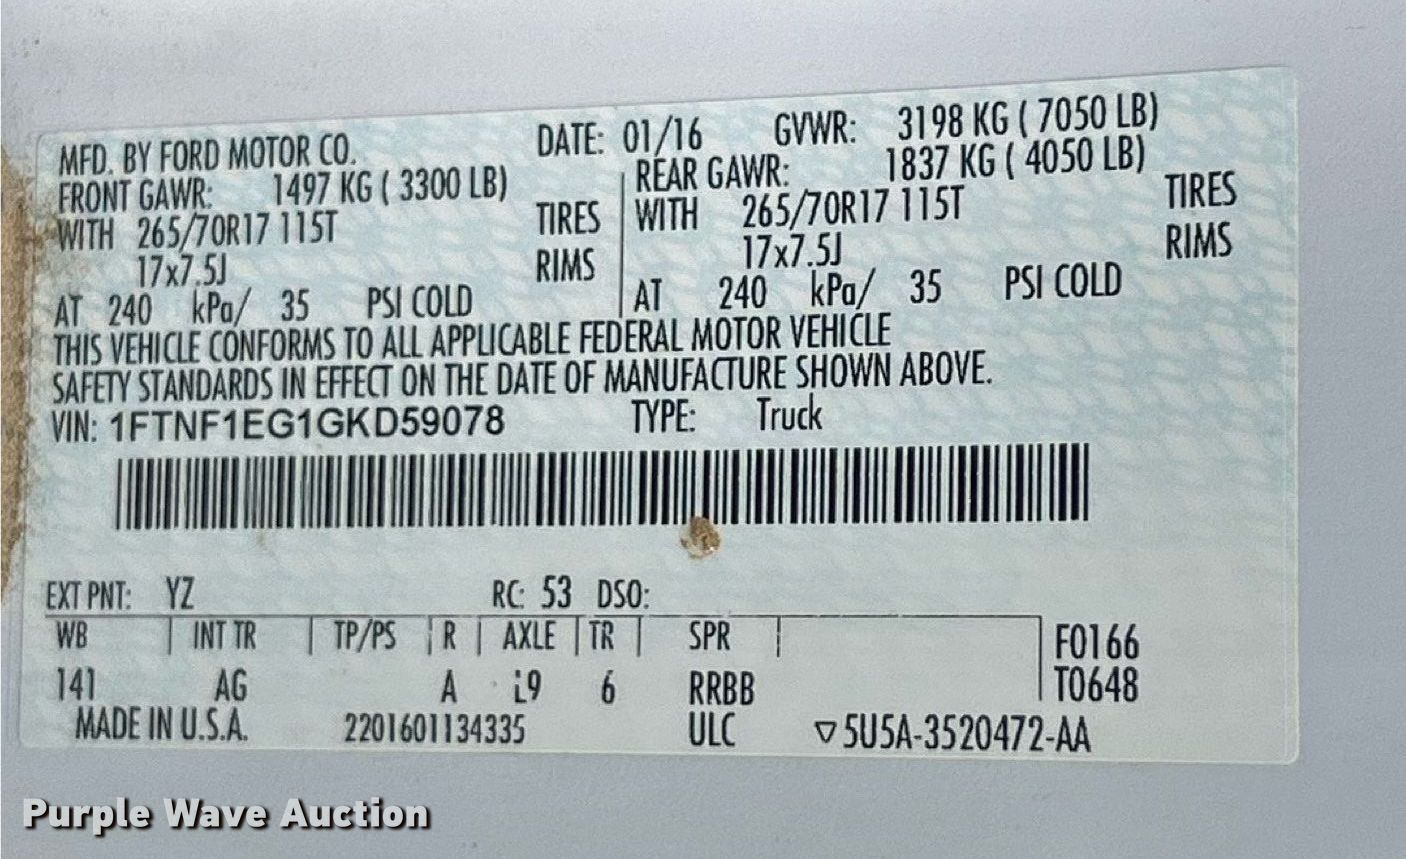 MFD. BY FORD MOTOR CO. DATE: 01/16 GVWR: 3198 KG ( 7050 LB)
FRONT GAWR: 1497 KG ( 3300 LB) REAR GAWR: 1837 KG ( 4050 LB)
WITH 265/70R17 115T TIRES WITH 265/70R17 115T TIRES
17x7.5J RIMS 17x7.5J RIMS
AT 240 kPa/ 35 PSI COLD AT 240 kPa/ 35 PSI COLD
THIS VEHICLE CONFORMS TO ALL APPLICABLE FEDERAL MOTOR VEHICLE
SAFETY STANDARDS IN EFFECT ON THE DATE OF MANUFACTURE SHOWN ABOVE.
VIN: 1FTNF1EG1GKD59078 TYPE: Truck
EXT PNT: YZ RC: 53 DSO:
WB INT TR TP/PS R AXLE TR SPR F0166
141 AG A L9 6 RRBB T0648
MADE IN U.S.A. 2201601134335 ULC ▽5U5A-3520472-AA
Purple Wave Auction